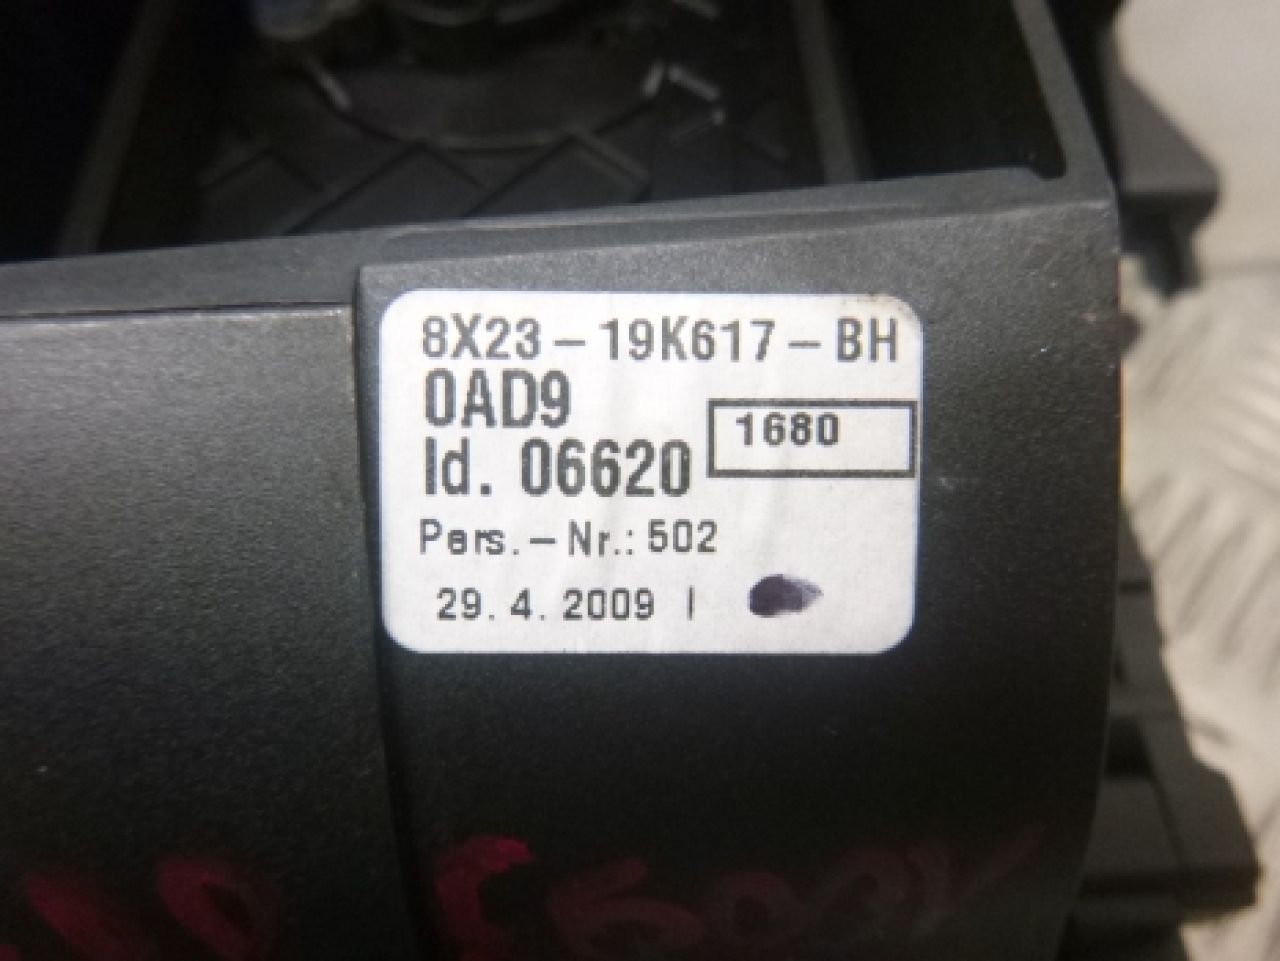 8X23-19K617-BH
0AD9
1680
Id. 06620
Pers.-Nr.: 502
29. 4. 2009 |